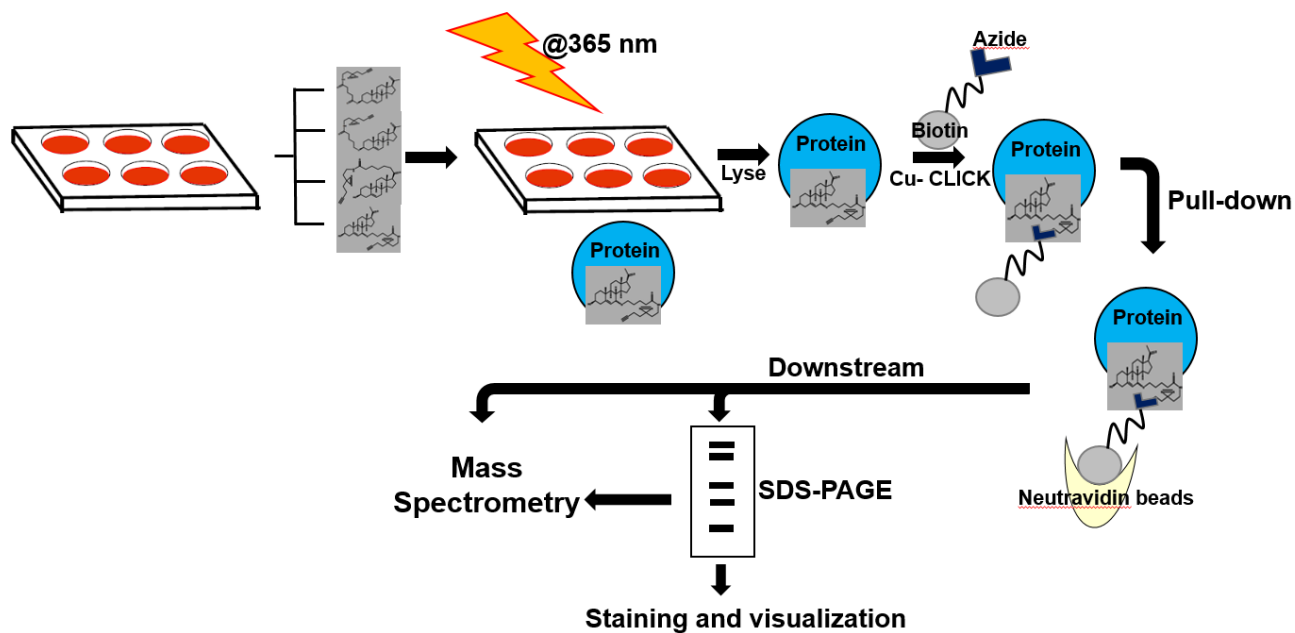 @365 nm
Azide
Biotin
Protein
Lyse
Cu- CLICK
Protein
Pull-down
Protein
Protein
Neutravidin beads
Downstream
Mass
Spectrometry
SDS-PAGE
Staining and visualization